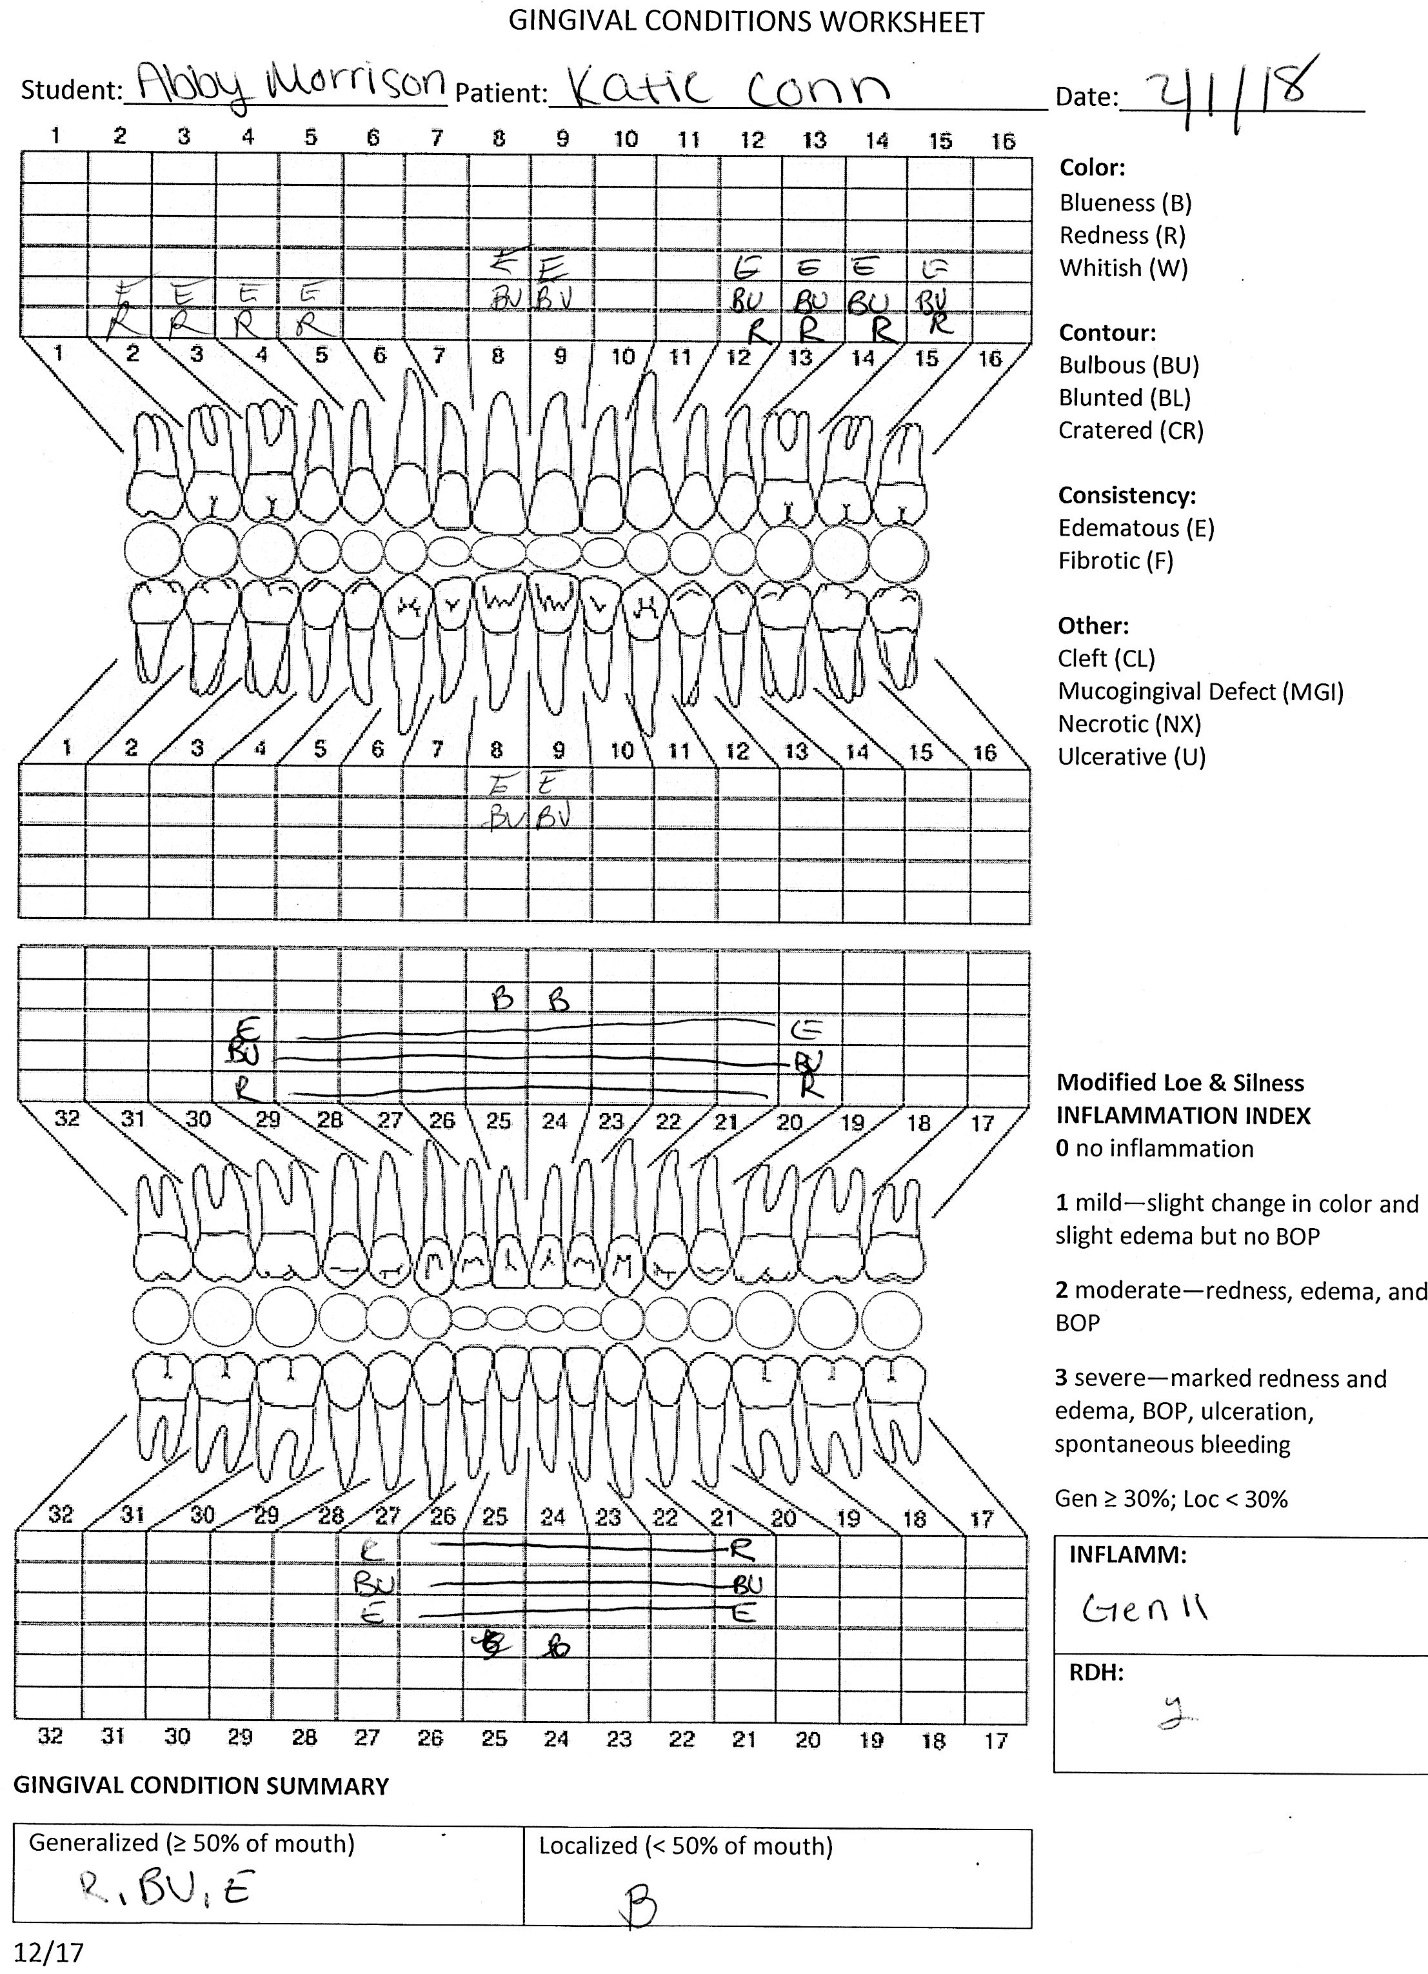 GINGIVAL CONDITIONS WORKSHEET
Student: Abby Morrison Patient: Katie Conn Date: 2/1/18
1 2 3 4 5 6 7 8 9 10 11 12 13 14 15 16
E E E E E E
E E E E BU BV BU BU BU BU
R R R R R R R R
1 2 3 4 5 6 7 8 9 10 11 12 13 14 15 16
1 2 3 4 5 6 7 8 9 10 11 12 13 14 15 16
E E
BU BU
B B
E E
BU BU
R R
32 31 30 29 28 27 26 25 24 23 22 21 20 19 18 17
32 31 30 29 28 27 26 25 24 23 22 21 20 19 18 17
R R
BU BU
E E
B B
32 31 30 29 28 27 26 25 24 23 22 21 20 19 18 17
Color:
Blueness (B)
Redness (R)
Whitish (W)
Contour:
Bulbous (BU)
Blunted (BL)
Cratered (CR)
Consistency:
Edematous (E)
Fibrotic (F)
Other:
Cleft (CL)
Mucogingival Defect (MGI)
Necrotic (NX)
Ulcerative (U)
Modified Loe & Silness
INFLAMMATION INDEX
0 no inflammation
1 mild—slight change in color and
slight edema but no BOP
2 moderate—redness, edema, and
BOP
3 severe—marked redness and
edema, BOP, ulceration,
spontaneous bleeding
Gen ≥ 30%; Loc < 30%
INFLAMM:
Gen II
RDH:
GINGIVAL CONDITION SUMMARY
Generalized (≥ 50% of mouth)
R, BU, E
Localized (< 50% of mouth)
B
12/17